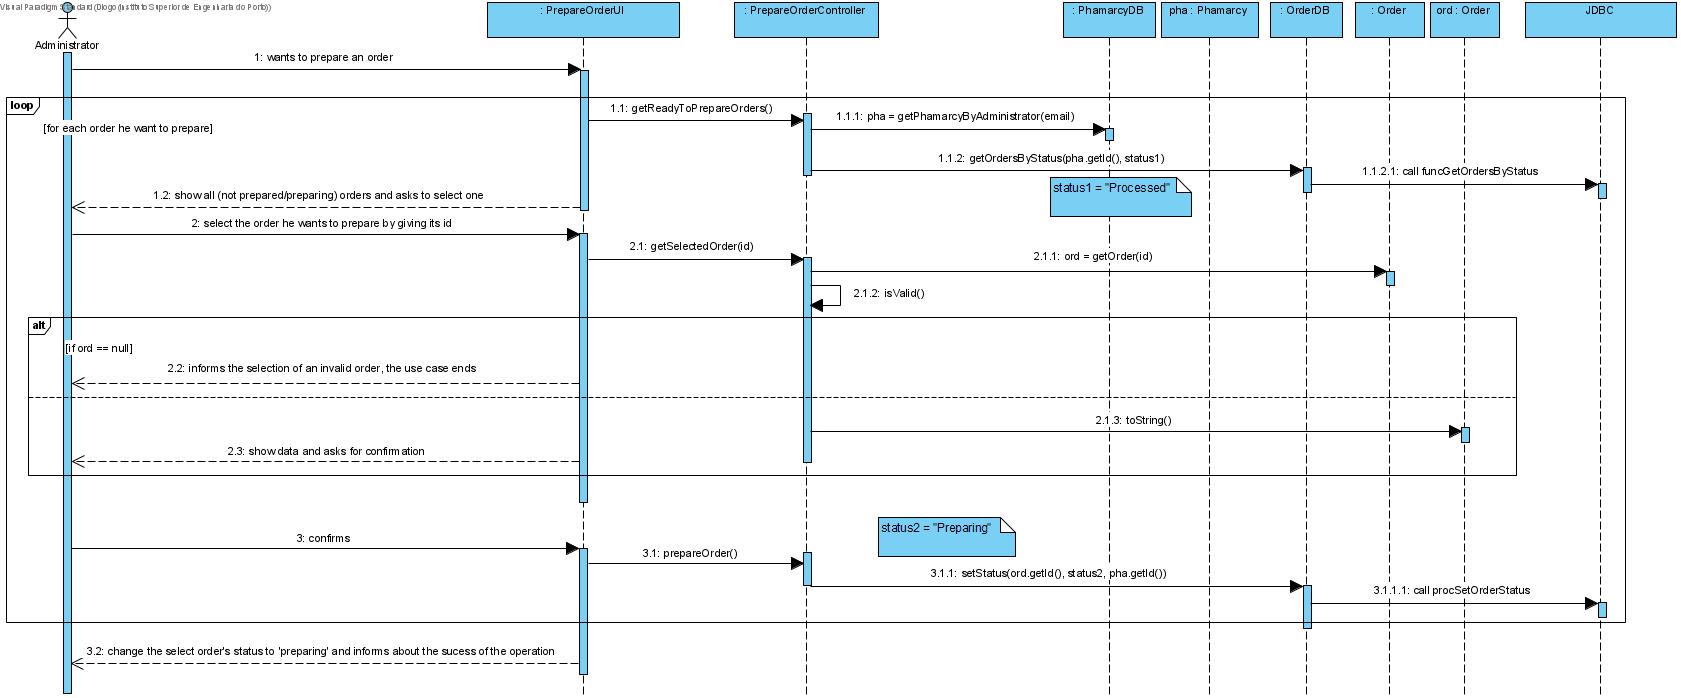 Visual Paradigm Standard (Diogo (Instituto Superior de Engenharia do Porto))
Administrator
: PrepareOrderUI
: PrepareOrderController
: PhamarcyDB
pha : Phamarcy
: OrderDB
: Order
ord : Order
JDBC
1: wants to prepare an order
loop
[for each order he want to prepare]
1.1: getReadyToPrepareOrders()
1.1.1: pha = getPhamarcyByAdministrator(email)
1.1.2: getOrdersByStatus(pha.getId(), status1)
1.1.2.1: call funcGetOrdersByStatus
status1 = "Processed"
1.2: show all (not prepared/preparing) orders and asks to select one
2: select the order he wants to prepare by giving its id
2.1: getSelectedOrder(id)
2.1.1: ord = getOrder(id)
2.1.2: isValid()
alt
[if ord == null]
2.2: informs the selection of an invalid order, the use case ends
2.1.3: toString()
2.3: show data and asks for confirmation
status2 = "Preparing"
3: confirms
3.1: prepareOrder()
3.1.1: setStatus(ord.getId(), status2, pha.getId())
3.1.1.1: call procSetOrderStatus
3.2: change the select order's status to 'preparing' and informs about the sucess of the operation